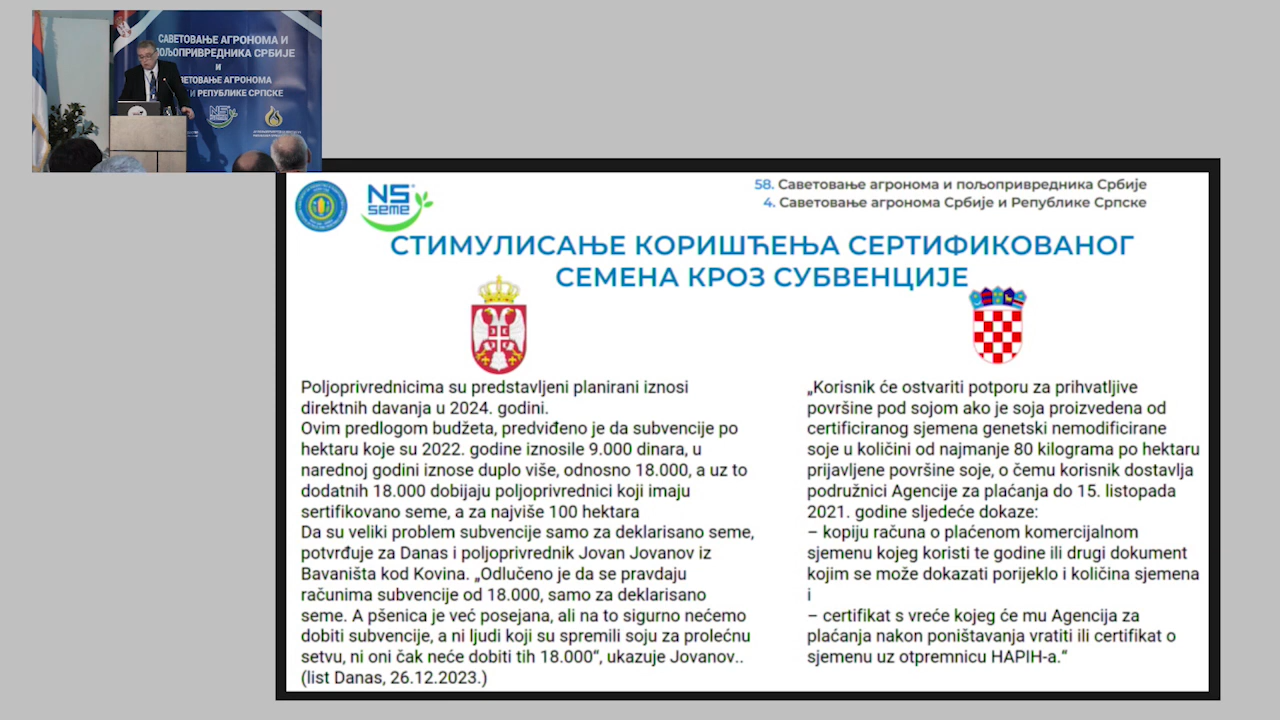 САВЕТОВАЊЕ АГРОНОМА И
ПОЉОПРИВРЕДНИКА СРБИЈЕ
и
САВЕТОВАЊЕ АГРОНОМА
И РЕПУБЛИКЕ СРПСКЕ
NS
NS
seme
58. Саветовање агронома и пољопривредника Србије
4. Саветовање агронома Србије и Републике Српске
СТИМУЛИСАЊЕ КОРИШЋЕЊА СЕРТИФИКОВАНОГ
СЕМЕНА КРОЗ СУБВЕНЦИЈЕ
Poljoprivrednicima su predstavljeni planirani iznosi
direktnih davanja u 2024. godini.
Ovim predlogom budžeta, predviđeno je da subvencije po
hektaru koje su 2022. godine iznosile 9.000 dinara, u
narednoj godini iznose duplo više, odnosno 18.000, a uz to
dodatnih 18.000 dobijaju poljoprivrednici koji imaju
sertifikovano seme, a za najviše 100 hektara
Da su veliki problem subvencije samo za deklarisano seme,
potvrđuje za Danas i poljoprivrednik Jovan Jovanov iz
Bavaništa kod Kovina. „Odlučeno je da se pravdaju
računima subvencije od 18.000, samo za deklarisano
seme. A pšenica je već posejana, ali na to sigurno nećemo
dobiti subvencije, a ni ljudi koji su spremili soju za prolećnu
setvu, ni oni čak neće dobiti tih 18.000“, ukazuje Jovanov..
(list Danas, 26.12.2023.)
„Korisnik će ostvariti potporu za prihvatljive
površine pod sojom ako je soja proizvedena od
certificiranog sjemena genetski nemodificirane
soje u količini od najmanje 80 kilograma po hektaru
prijavljene površine soje, o čemu korisnik dostavlja
podružnici Agencije za plaćanja do 15. listopada
2021. godine sljedeće dokaze:
– kopiju računa o plaćenom komercijalnom
sjemenu kojeg koristi te godine ili drugi dokument
kojim se može dokazati porijeklo i količina sjemena
i
– certifikat s vreće kojeg će mu Agencija za
plaćanja nakon poništavanja vratiti ili certifikat o
sjemenu uz otpremnicu HAPIH-a.“